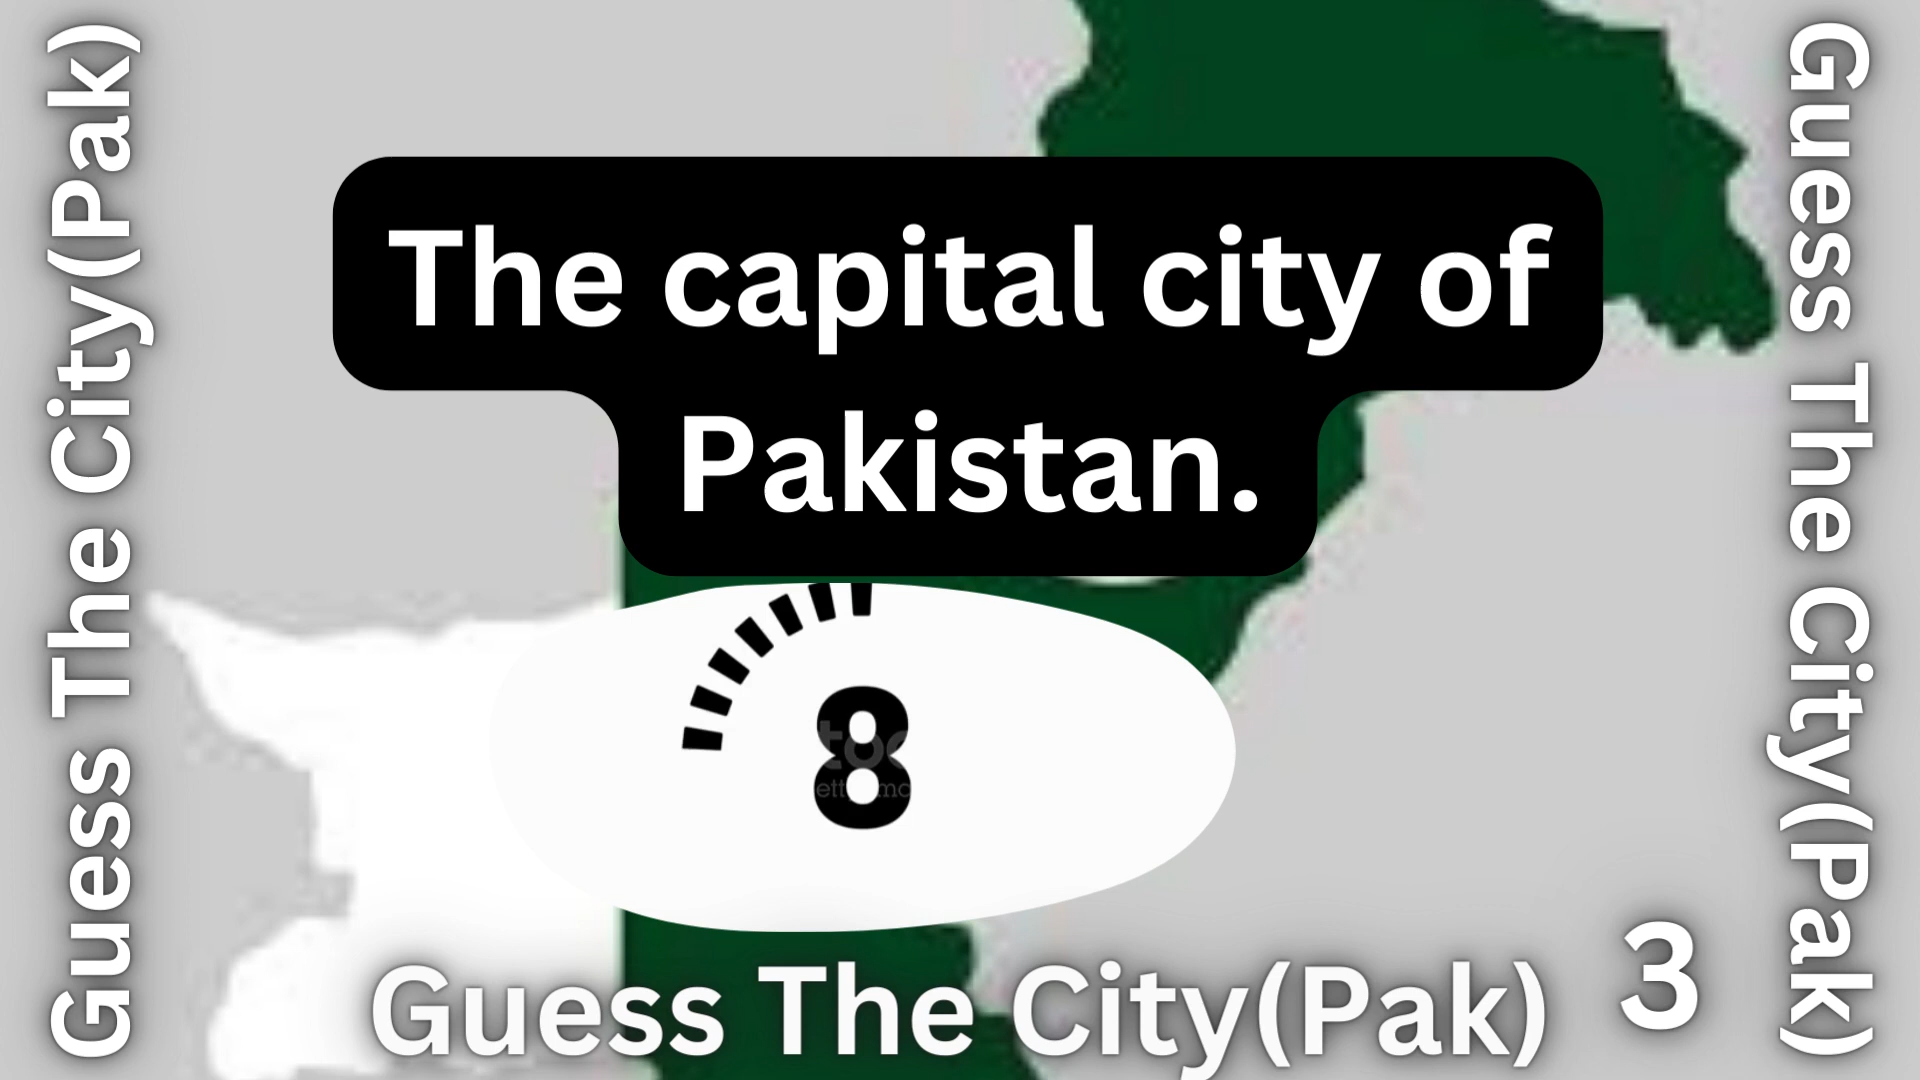 Guess The City(Pak)
Guess The City(Pak)
The capital city of
Pakistan.
8
Guess The City(Pak)
3